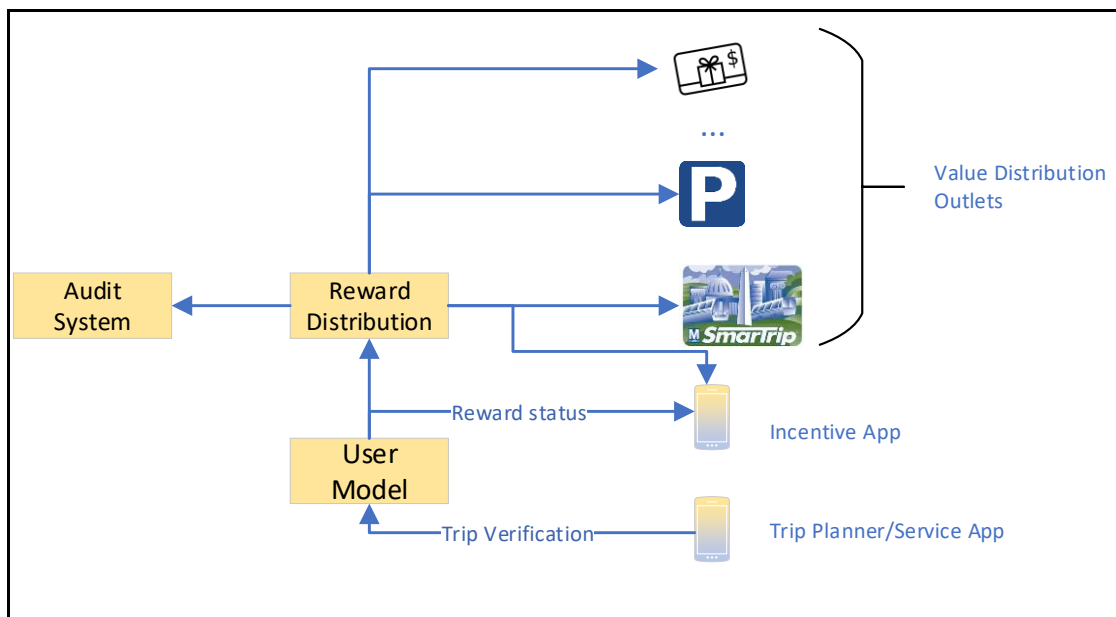 $
...
P
Value Distribution
Outlets
Audit
System
Reward
Distribution
M
SmarTrip
Reward status
Incentive App
User
Model
Trip Verification
Trip Planner/Service App